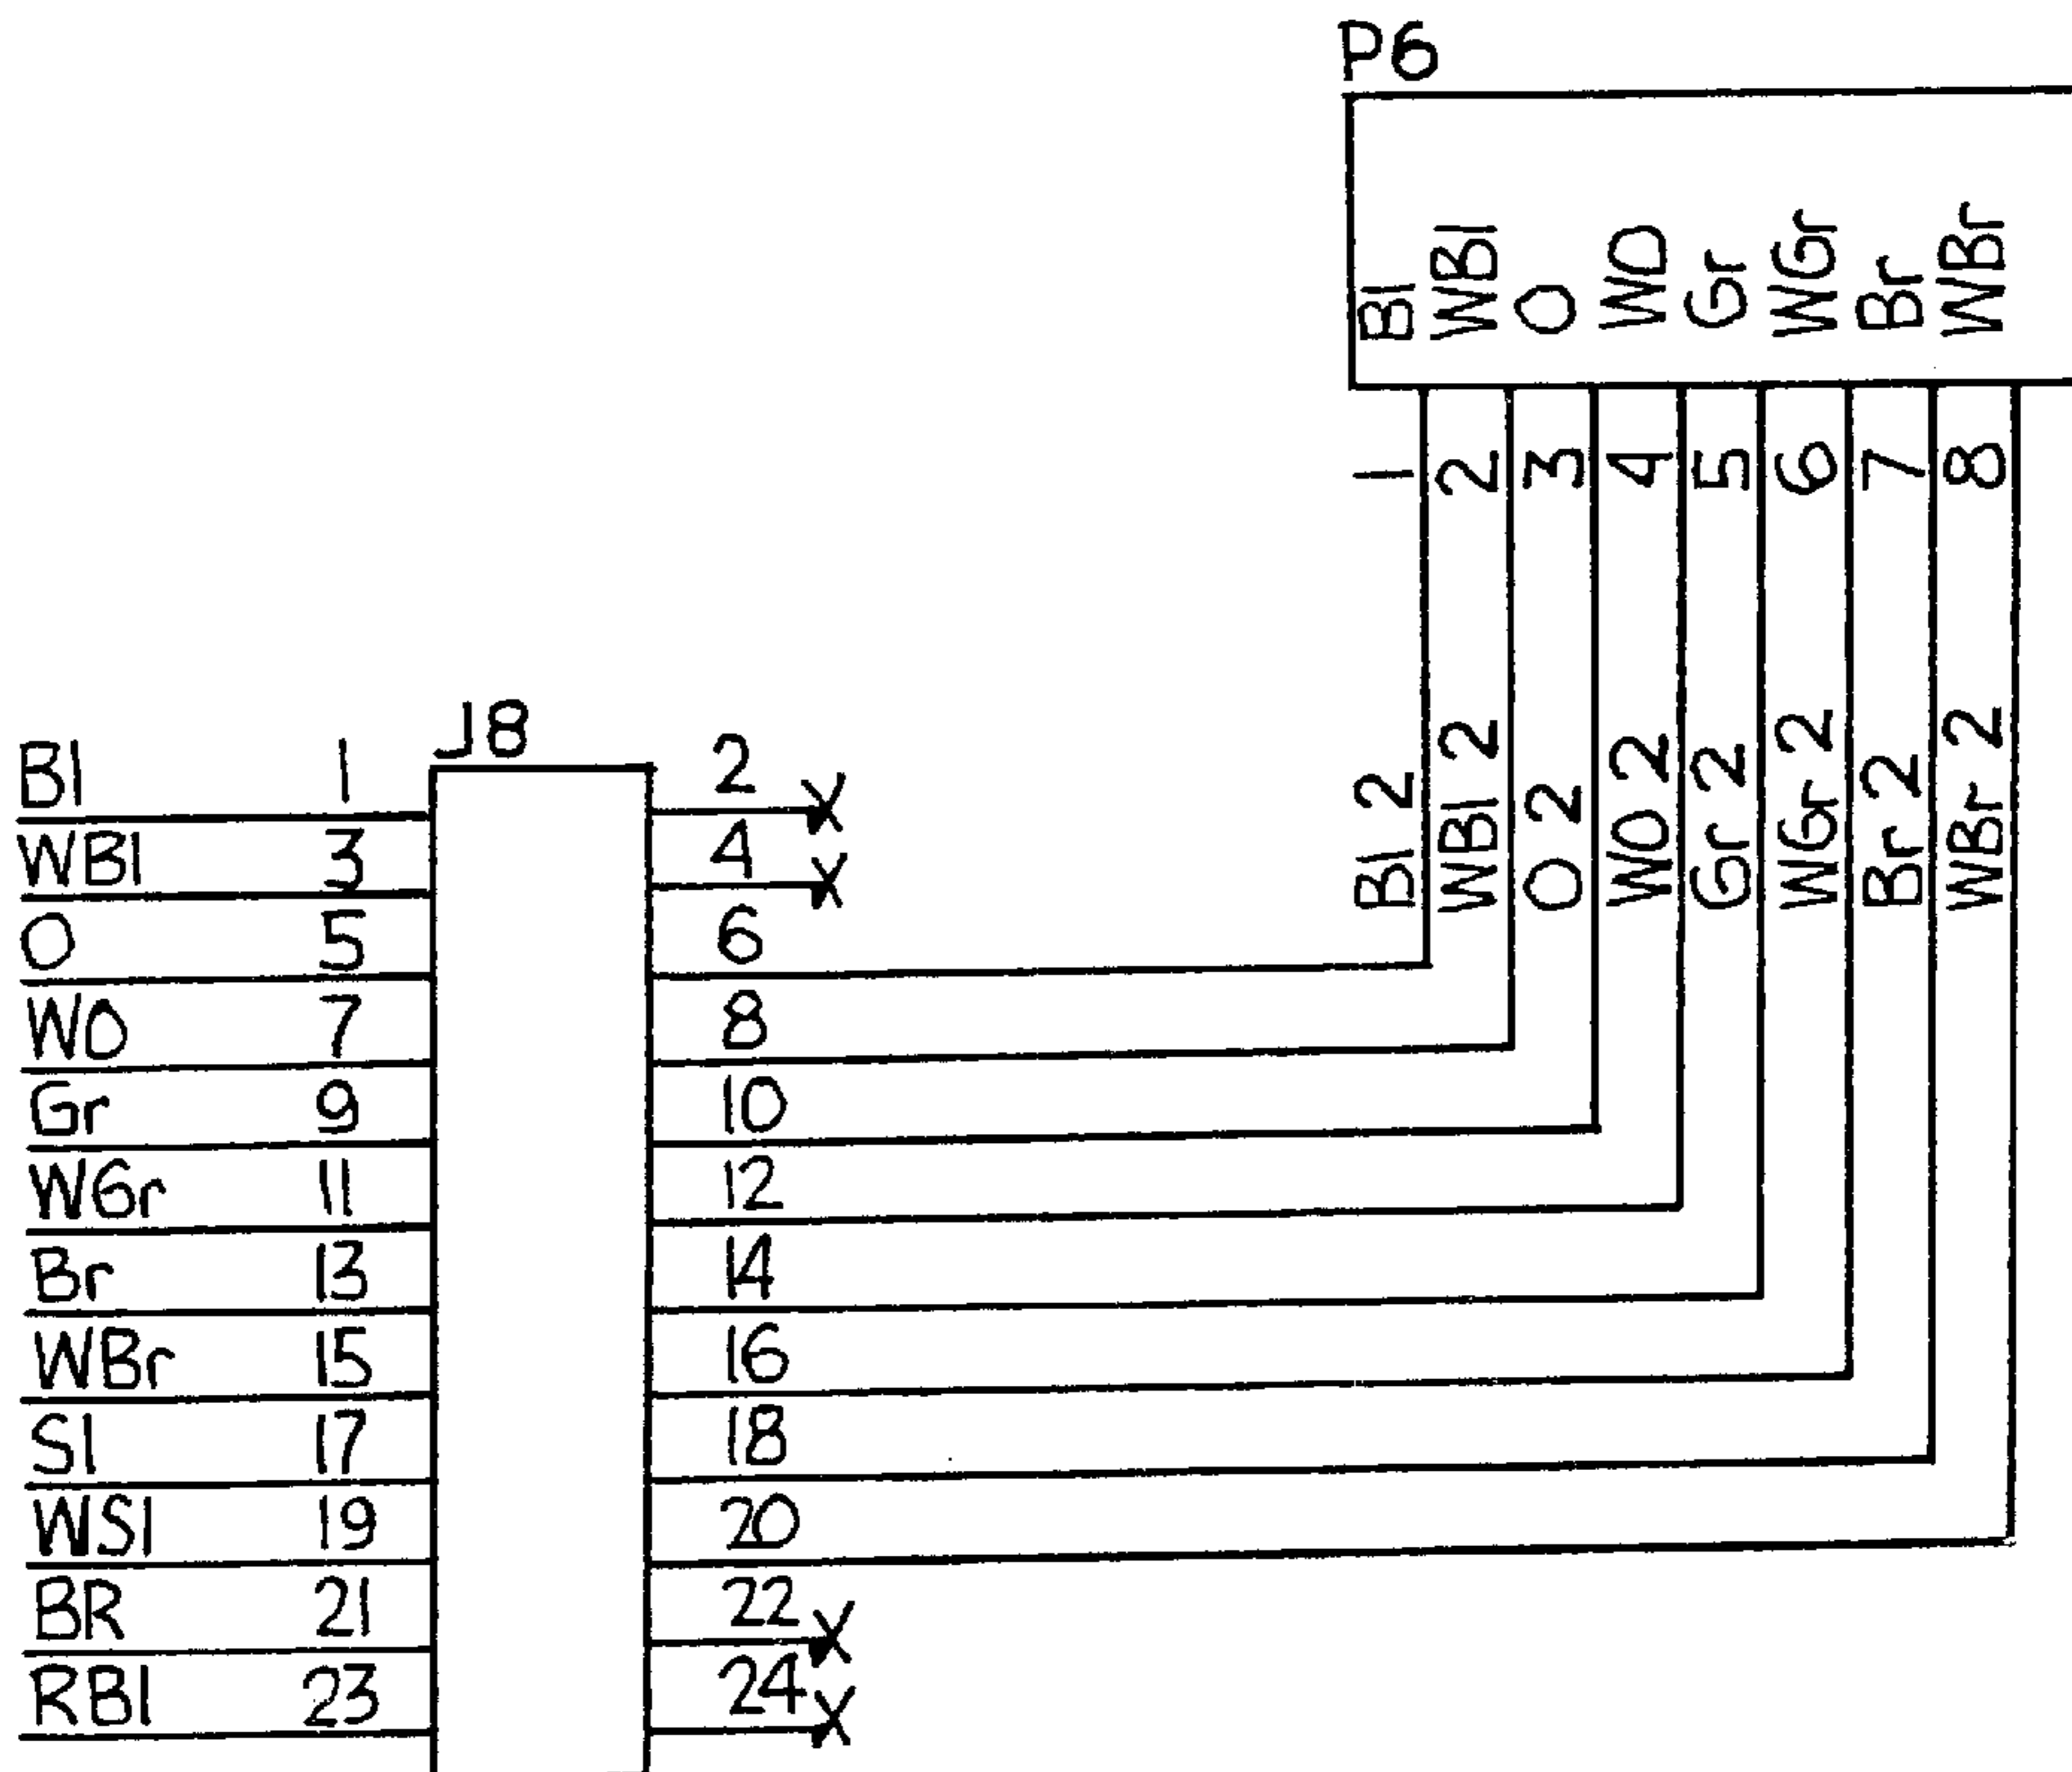 P6
Bl WBl O WO Gr WGr Br WBr
1 2 3 4 5 6 7 8
Bl 2 WBl 2 O 2 WO 2 Gr 2 WGr 2 Br 2 WBr 2
J8
Bl 1 2
WBl 3 4
O 5 6
WO 7 8
Gr 9 10
WGr 11 12
Br 13 14
WBr 15 16
Sl 17 18
WSl 19 20
BR 21 22
RBl 23 24